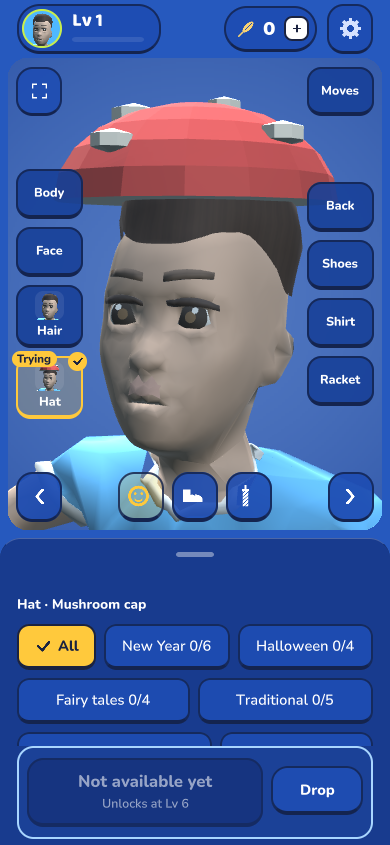 Lv 1
0
+
Moves
Body
Back
Face
Shoes
Hair
Shirt
Trying
Hat
Racket
Hat · Mushroom cap
All
New Year 0/6
Halloween 0/4
Fairy tales 0/4
Traditional 0/5
Not available yet
Unlocks at Lv 6
Drop